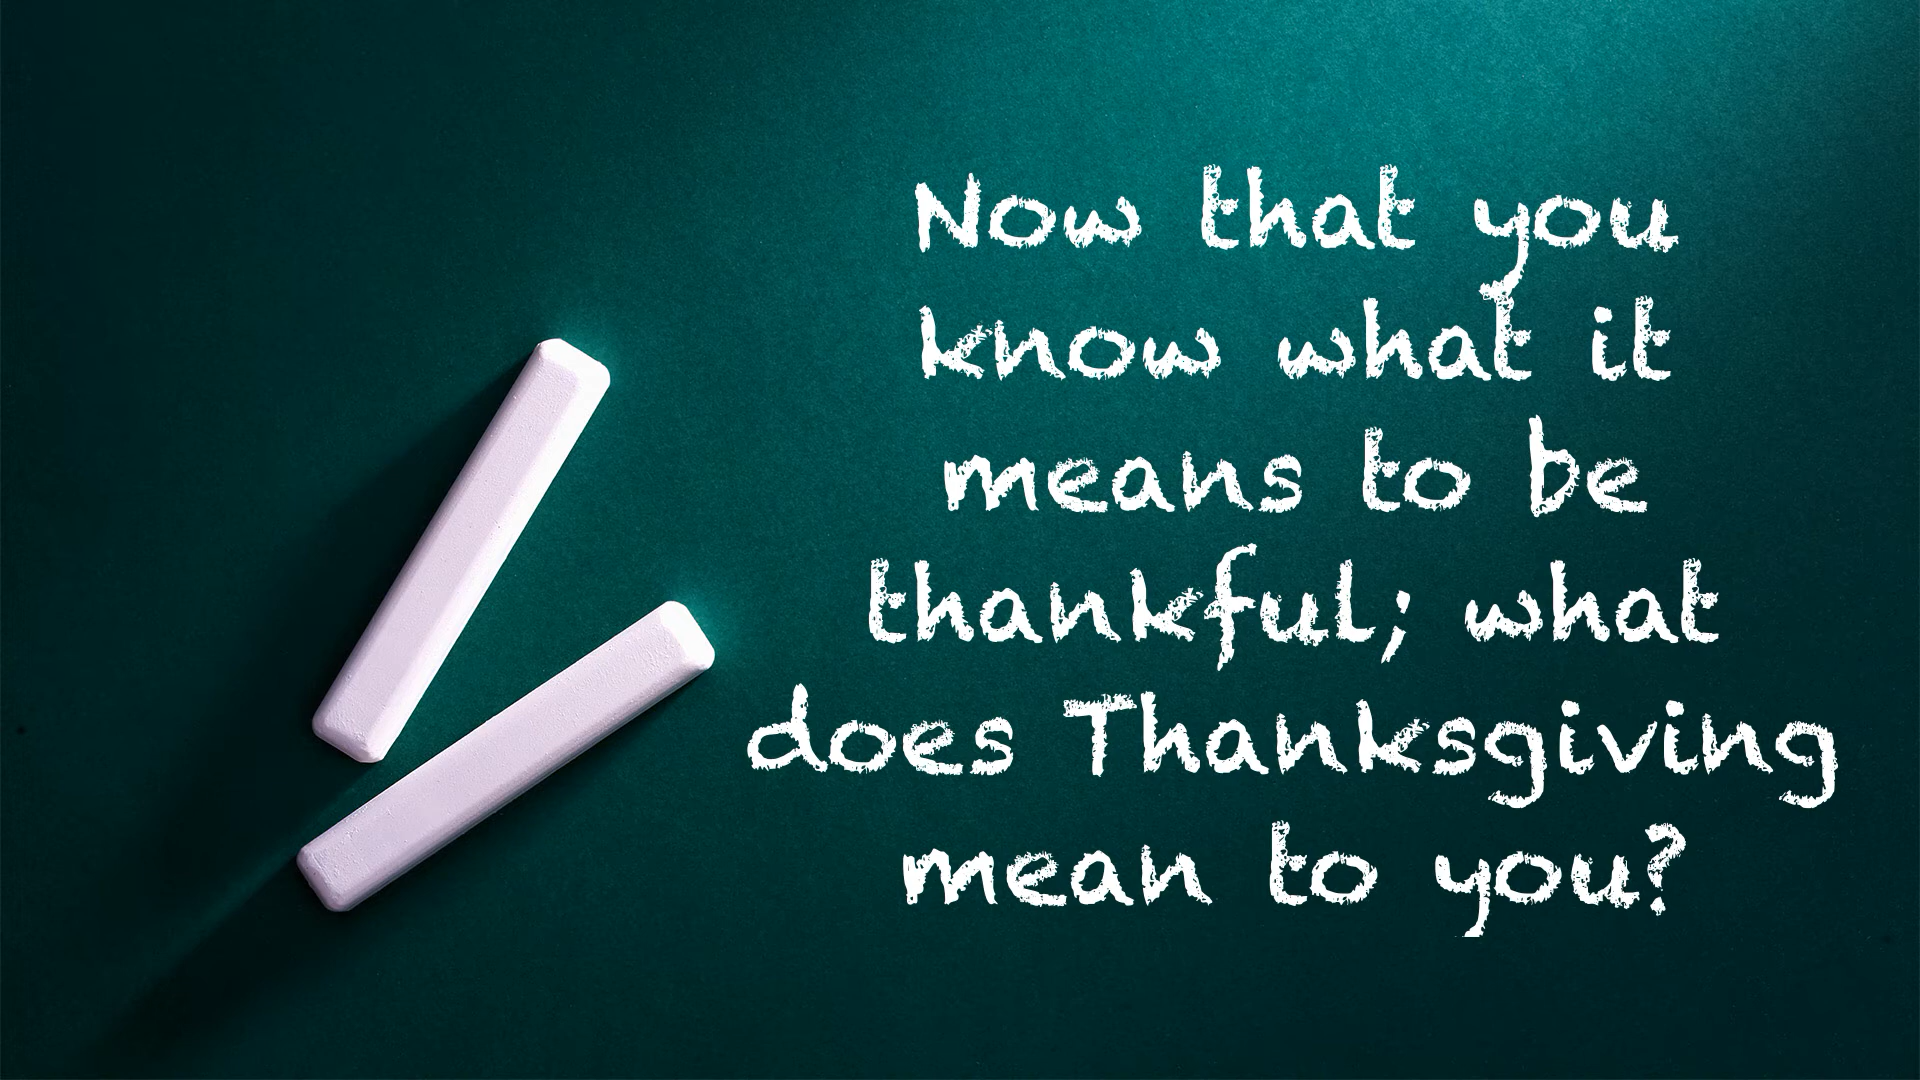 Now that you
know what it
means to be
thankful; what
does Thanksgiving
mean to you?